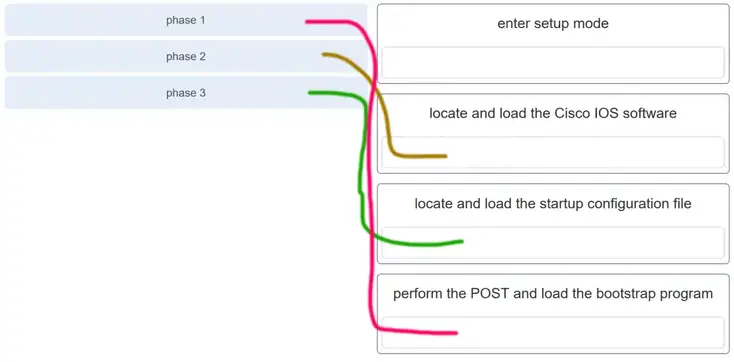 phase 1
phase 2
phase 3
enter setup mode
locate and load the Cisco IOS software
locate and load the startup configuration file
perform the POST and load the bootstrap program